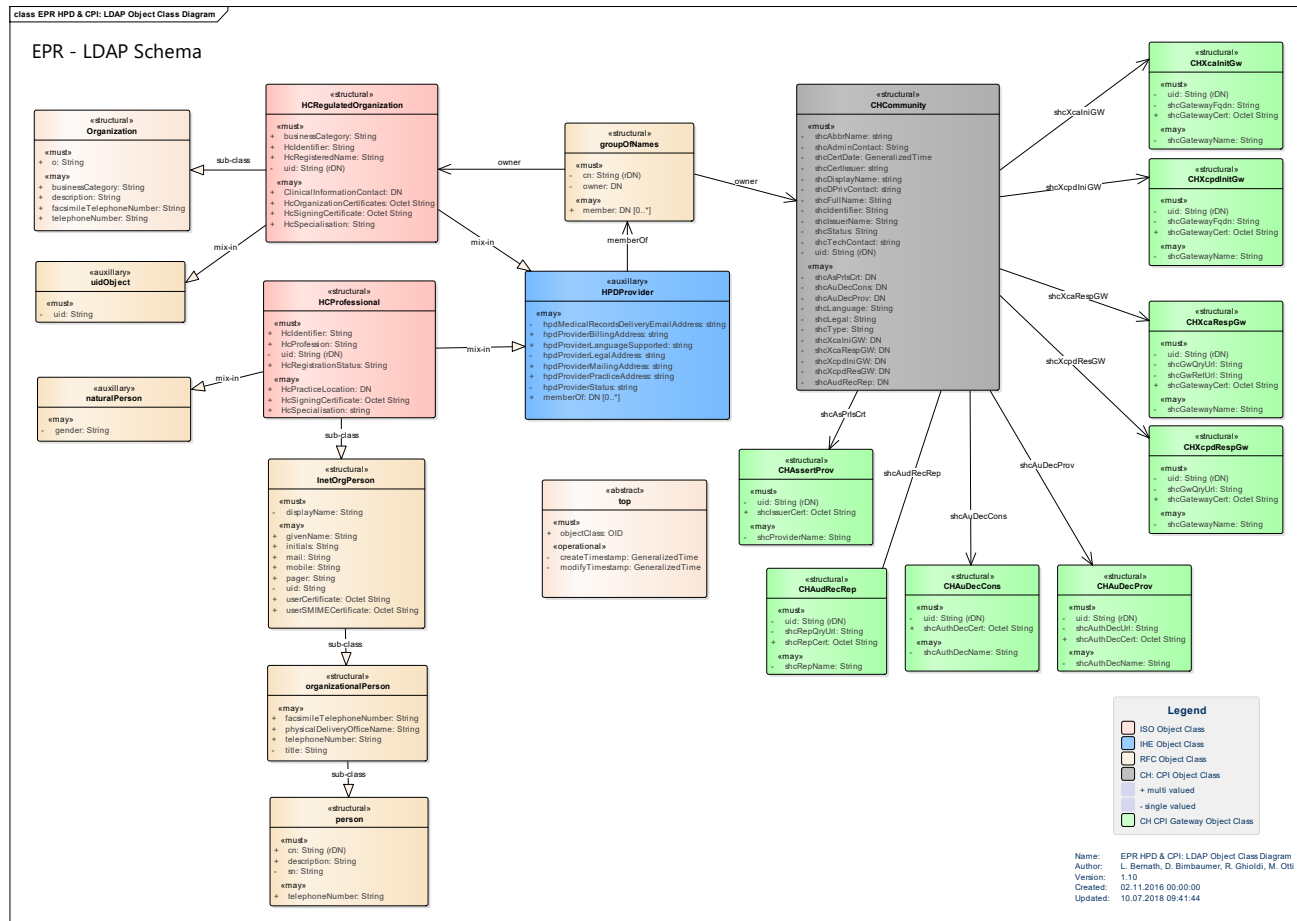 class EPR HPD & CPI: LDAP Object Class Diagram
EPR - LDAP Schema
«structural»
Organization
«must»
+ o: String
«may»
+ businessCategory: String
+ description: String
+ facsimileTelephoneNumber: String
+ telephoneNumber: String
sub-class
«structural»
HCRegulatedOrganization
«must»
+ businessCategory: String
+ HcIdentifier: String
+ HcRegisteredName: String
- uid: String (rDN)
«may»
+ ClinicalInformationContact: DN
+ HcOrganizationCertificates: Octet String
+ HcSigningCertificate: Octet String
+ HcSpecialisation: String
owner
«structural»
groupOfNames
«must»
- cn: String (rDN)
- owner: DN
«may»
+ member: DN [0..*]
owner
memberOf
mix-in
mix-in
«auxillary»
uidObject
«must»
- uid: String
«structural»
HCProfessional
«must»
+ HcIdentifier: String
+ HcProfession: String
- uid: String (rDN)
+ HcRegistrationStatus: String
«may»
+ HcPracticeLocation: DN
+ HcSigningCertificate: Octet String
+ HcSpecialisation: string
mix-in
mix-in
«auxillary»
HPDProvider
«may»
- hpdMedicalRecordsDeliveryEmailAddress: string
+ hpdProviderBillingAddress: string
+ hpdProviderLanguageSupported: string
- hpdProviderLegalAddress: string
+ hpdProviderMailingAddress: string
+ hpdProviderPracticeAddress: string
- hpdProviderStatus: string
+ memberOf: DN [0..*]
«auxillary»
naturalPerson
«may»
- gender: String
sub-class
«structural»
InetOrgPerson
«must»
- displayName: String
«may»
+ givenName: String
+ initials: String
+ mail: String
+ mobile: String
+ pager: String
- uid: String
+ userCertificate: Octet String
+ userSMIMECertificate: Octet String
sub-class
«structural»
organizationalPerson
«may»
+ facsimileTelephoneNumber: String
+ physicalDeliveryOfficeName: String
+ telephoneNumber: String
- title: String
sub-class
«structural»
person
«must»
+ cn: String (rDN)
+ description: String
- sn: String
«may»
+ telephoneNumber: String
«abstract»
top
«must»
+ objectClass: OID
«operational»
- createTimestamp: GeneralizedTime
- modifyTimestamp: GeneralizedTime
«structural»
CHCommunity
«must»
- shcAbbrName: string
- shcAdminContact: String
- shcCertDate: GeneralizedTime
- shcCertIssuer: string
- shcDisplayName: string
- shcDPrivContact: string
- shcFullName: String
- shcIdentifier: String
- shcIssuerName: String
- shcStatus: String
- shcTechContact: string
- uid: String (rDN)
«may»
- shcAsPrlsCrt: DN
- shcAuDecCons: DN
- shcAuDecProv: DN
- shcLanguage: String
- shcLegal: String
- shcType: String
- shcXcaIniGW: DN
- shcXcaRespGW: DN
- shcXcpdIniGW: DN
- shcXcpdResGW: DN
- shcAudRecRep: DN
shcXcaIniGW
shcXcpdIniGW
shcXcaRespGW
shcXcpdResGW
shcAsPrlsCrt
shcAudRecRep
shcAuDecCons
shcAuDecProv
«structural»
CHXcaInitGw
«must»
- uid: String (rDN)
- shcGatewayFqdn: String
+ shcGatewayCert: Octet String
«may»
- shcGatewayName: String
«structural»
CHXcpdInitGw
«must»
- uid: String (rDN)
- shcGatewayFqdn: String
+ shcGatewayCert: Octet String
«may»
- shcGatewayName: String
«structural»
CHXcaRespGw
«must»
- uid: String (rDN)
- shcGwQryUrl: String
- shcGwRetUrl: String
+ shcGatewayCert: Octet String
«may»
- shcGatewayName: String
«structural»
CHXcpdRespGw
«must»
- uid: String (rDN)
- shcGwQryUrl: String
+ shcGatewayCert: Octet String
«may»
- shcGatewayName: String
«structural»
CHAssertProv
«must»
- uid: String (rDN)
+ shcIssuerCert: Octet String
«may»
- shcProviderName: String
«structural»
CHAudRecRep
«must»
- uid: String (rDN)
- shcRepQryUrl: String
+ shcRepCert: Octet String
«may»
- shcRepName: String
«structural»
CHAuDecCons
«must»
- uid: String (rDN)
+ shcAuthDecCert: Octet String
«may»
- shcAuthDecName: String
«structural»
CHAuDecProv
«must»
- uid: String (rDN)
- shcAuthDecUrl: String
+ shcAuthDecCert: Octet String
«may»
- shcAuthDecName: String
Legend
ISO Object Class
IHE Object Class
RFC Object Class
CH: CPI Object Class
+ multi valued
- single valued
CH CPI Gateway Object Class
Name: EPR HPD & CPI: LDAP Object Class Diagram
Author: L. Bernath, D. Birnbaumer, R. Ghioldi, M. Otti
Version: 1.10
Created: 02.11.2016 00:00:00
Updated: 10.07.2018 09:41:44